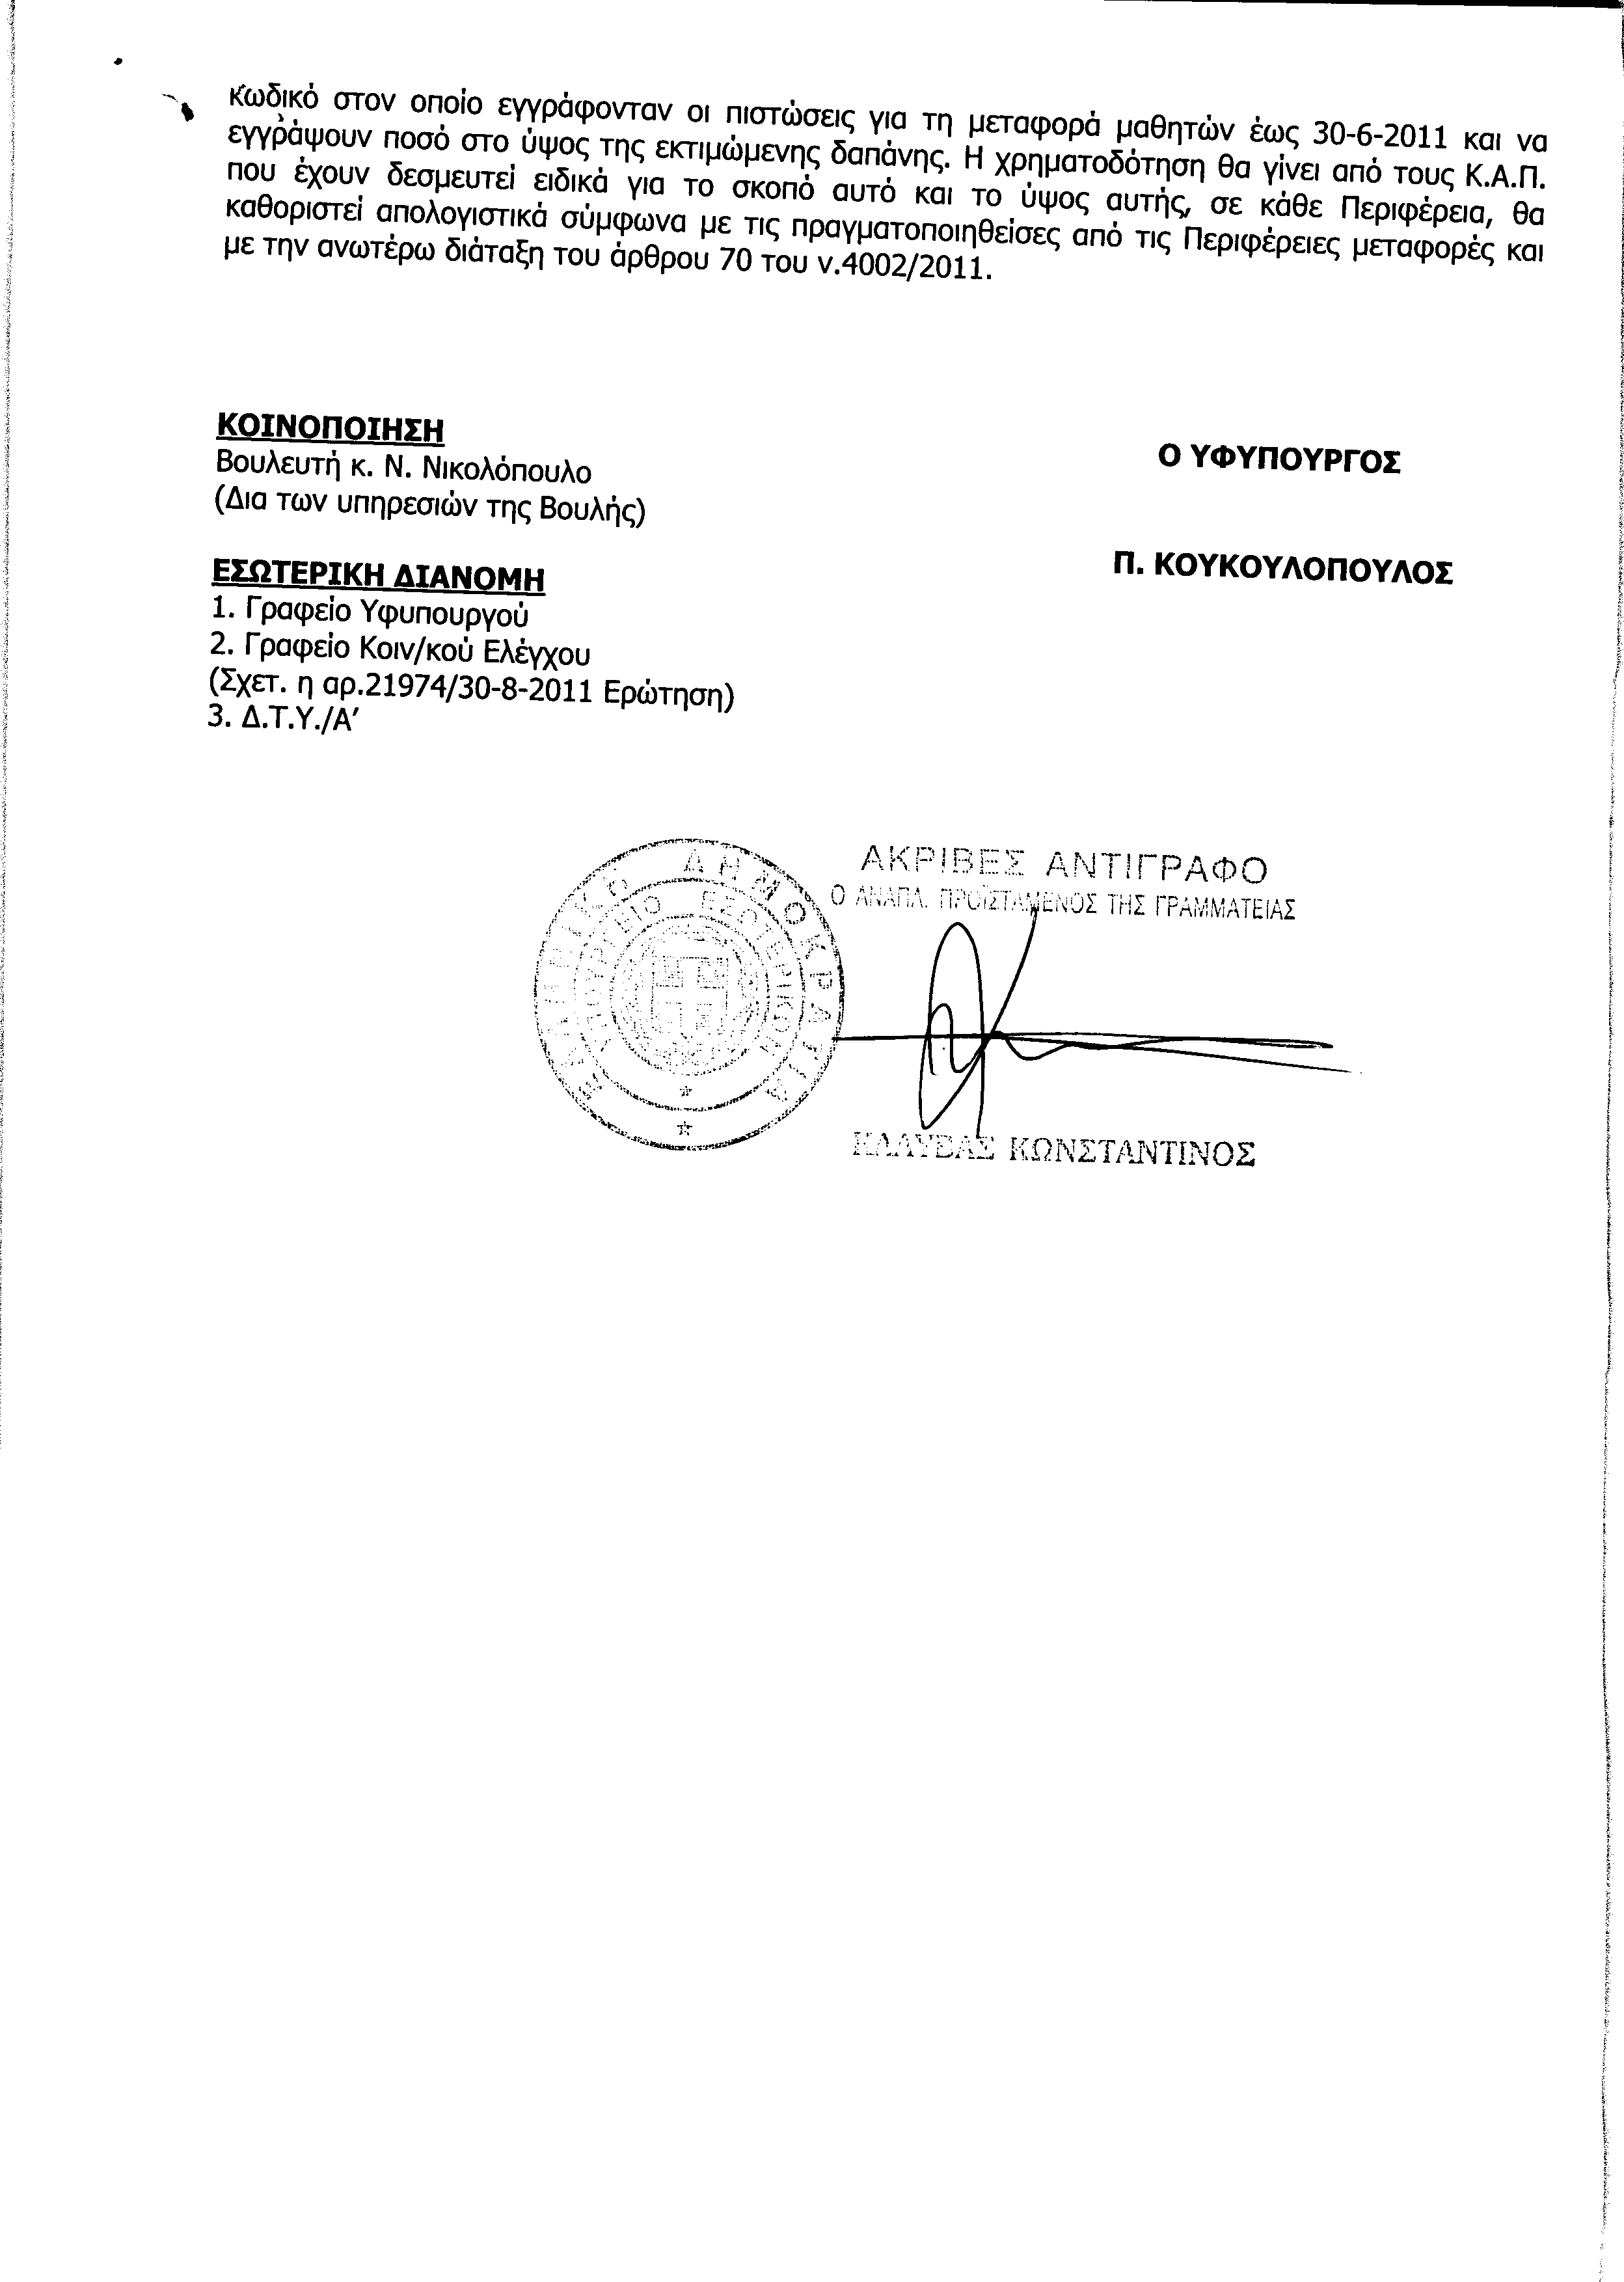 κωδικό στον οποίο εγγράφονταν οι πιστώσεις για τη μεταφορά μαθητών έως 30-6-2011 και να
εγγράψουν ποσό στο ύψος της εκτιμώμενης δαπάνης. Η χρηματοδότηση θα γίνει από τους Κ.Α.Π.
που έχουν δεσμευτεί ειδικά για το σκοπό αυτό και το ύψος αυτής, σε κάθε Περιφέρεια, θα
καθοριστεί απολογιστικά σύμφωνα με τις πραγματοποιηθείσες από τις Περιφέρειες μεταφορές και
με την ανωτέρω διάταξη του άρθρου 70 του ν.4002/2011.
ΚΟΙΝΟΠΟΙΗΣΗ
Βουλευτή κ. Ν. Νικολόπουλο
(Δια των υπηρεσιών της Βουλής)
Ο ΥΦΥΠΟΥΡΓΟΣ
Π. ΚΟΥΚΟΥΛΟΠΟΥΛΟΣ
ΕΣΩΤΕΡΙΚΗ ΔΙΑΝΟΜΗ
1. Γραφείο Υφυπουργού
2. Γραφείο Κοιν/κού Ελέγχου
(Σχετ. η αρ.21974/30-8-2011 Ερώτηση)
3. Δ.Τ.Υ./Α'
ΕΛΛΗΝΙΚΗ ΔΗΜΟΚΡΑΤΙΑ
ΥΠΟΥΡΓΕΙΟ ΕΣΩΤΕΡΙΚΩΝ
ΑΚΡΙΒΕΣ ΑΝΤΙΓΡΑΦΟ
Ο ΑΝΑΠΛ. ΠΡΟΪΣΤΑΜΕΝΟΣ ΤΗΣ ΓΡΑΜΜΑΤΕΙΑΣ
ΚΑΛΥΒΑΣ ΚΩΝΣΤΑΝΤΙΝΟΣ